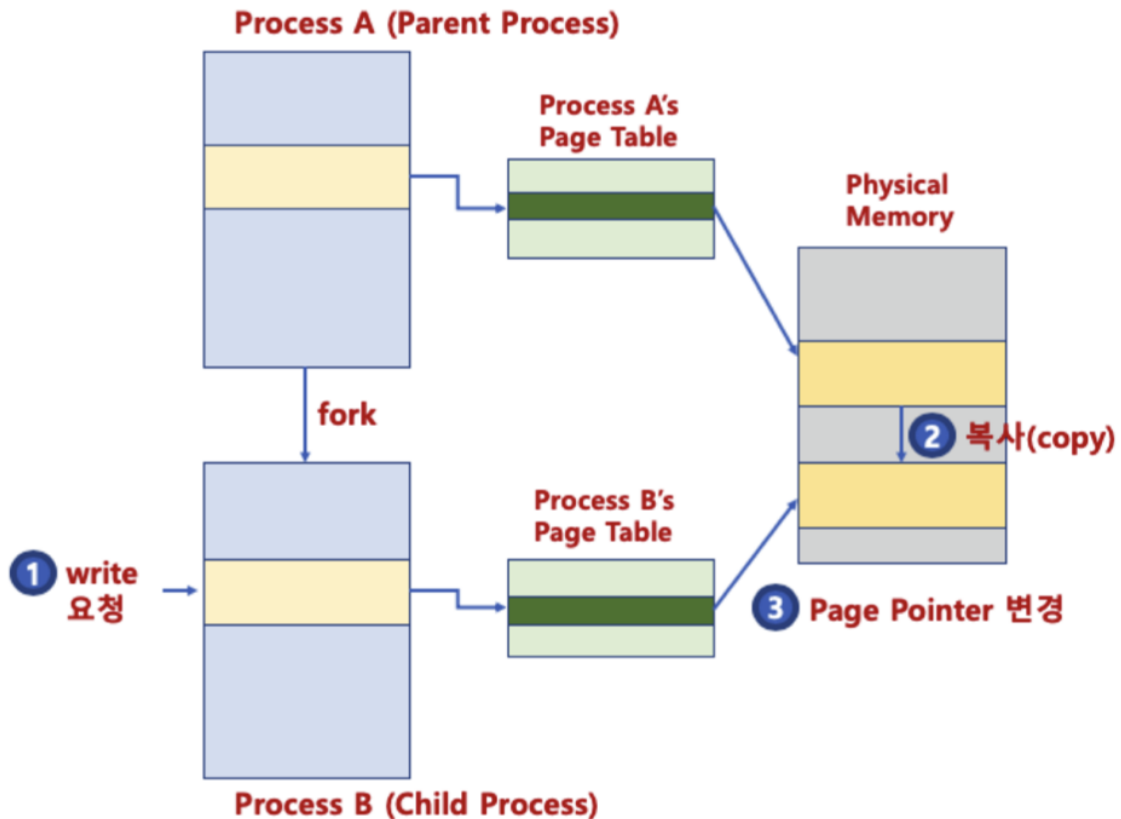 Process A (Parent Process)
Process A's
Page Table
Physical
Memory
fork
2 복사(copy)
Process B's
Page Table
1 write
요청
3 Page Pointer 변경
Process B (Child Process)